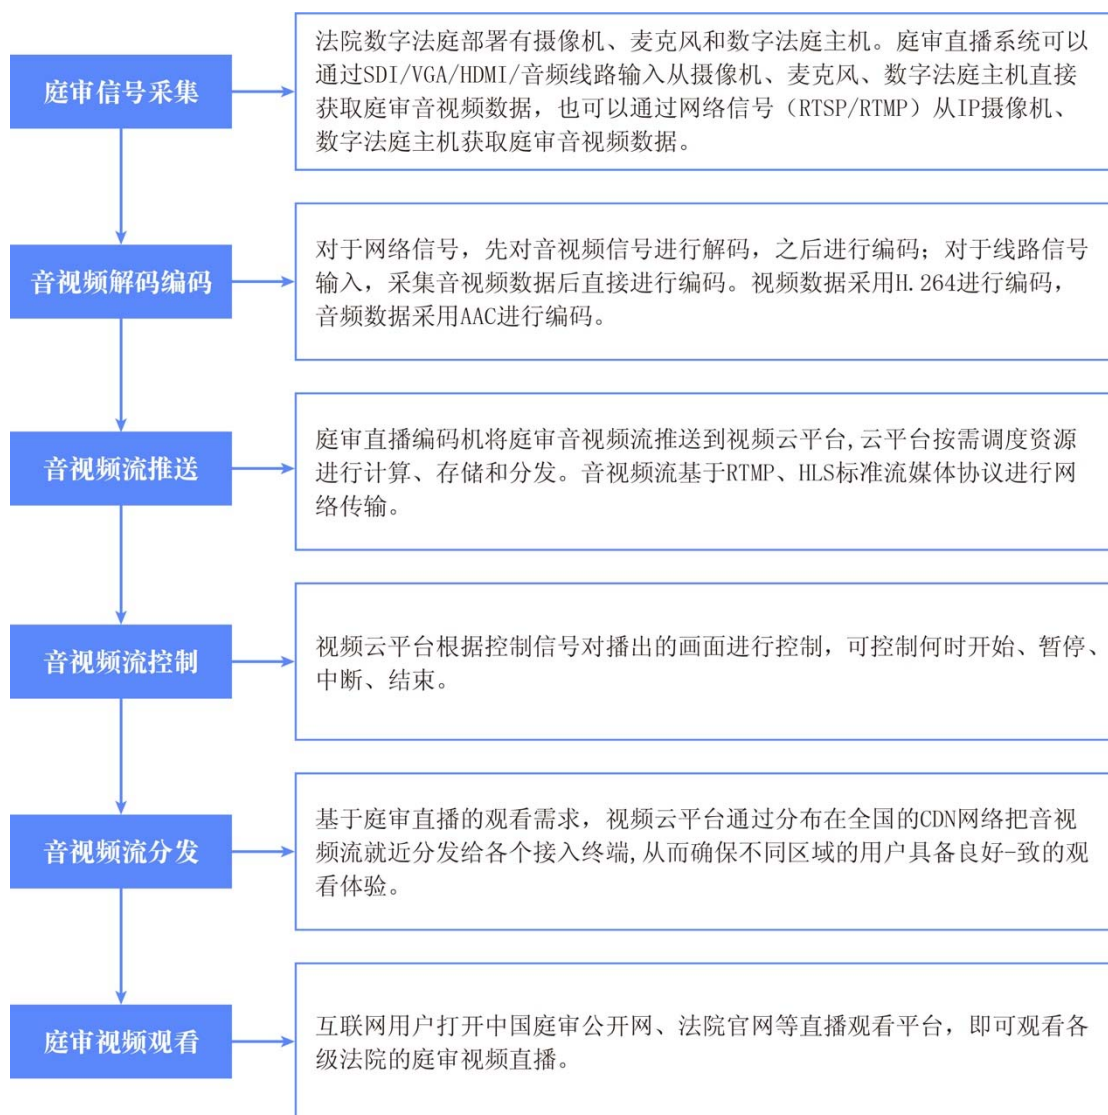 庭审信号采集
法院数字法庭部署有摄像机、麦克风和数字法庭主机。庭审直播系统可以
通过SDI/VGA/HDMI/音频线路输入从摄像机、麦克风、数字法庭主机直接
获取庭审音视频数据，也可以通过网络信号（RTSP/RTMP）从IP摄像机、
数字法庭主机获取庭审音视频数据。
音视频解码编码
对于网络信号，先对音视频信号进行解码，之后进行编码；对于线路信号
输入，采集音视频数据后直接进行编码。视频数据采用H.264进行编码，
音频数据采用AAC进行编码。
音视频流推送
庭审直播编码机将庭审音视频流推送到视频云平台,云平台按需调度资源
进行计算、存储和分发。音视频流基于RTMP、HLS标准流媒体协议进行网
络传输。
音视频流控制
视频云平台根据控制信号对播出的画面进行控制，可控制何时开始、暂停、
中断、结束。
音视频流分发
基于庭审直播的观看需求，视频云平台通过分布在全国的CDN网络把音视
频流就近分发给各个接入终端,从而确保不同区域的用户具备良好-致的观
看体验。
庭审视频观看
互联网用户打开中国庭审公开网、法院官网等直播观看平台，即可观看各
级法院的庭审视频直播。